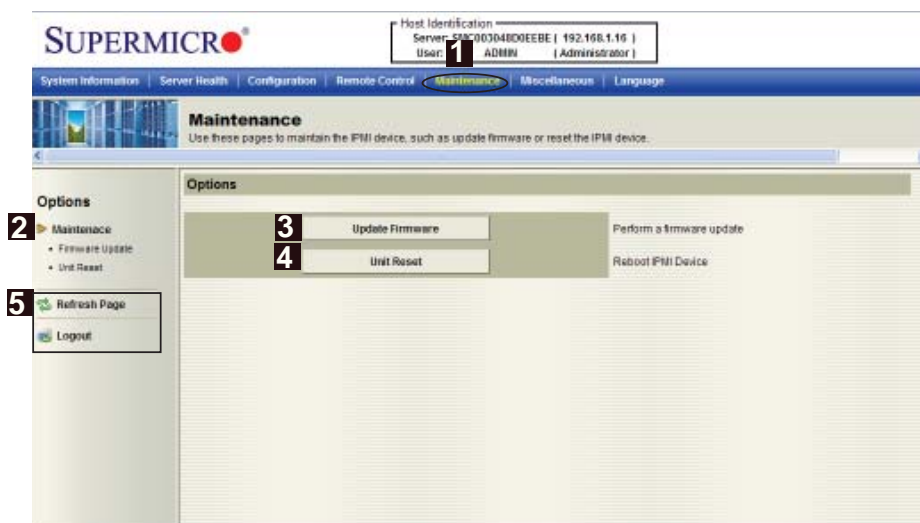 SUPERMICRO
Host Identification
Server: SMC003048D0EEBE ( 192.168.1.16 )
User: ADMIN ( Administrator )
1
System Information Server Health Configuration Remote Control Maintenance Miscellaneous Language
Maintenance
Use these pages to maintain the IPMI device, such as update firmware or reset the IPMI device.
Options
Options
2 Maintenace
Firmware Update
Unit Reset
3 Update Firmware Perform a firmware update
4 Unit Reset Reboot IPMI Device
5 Refresh Page
Logout